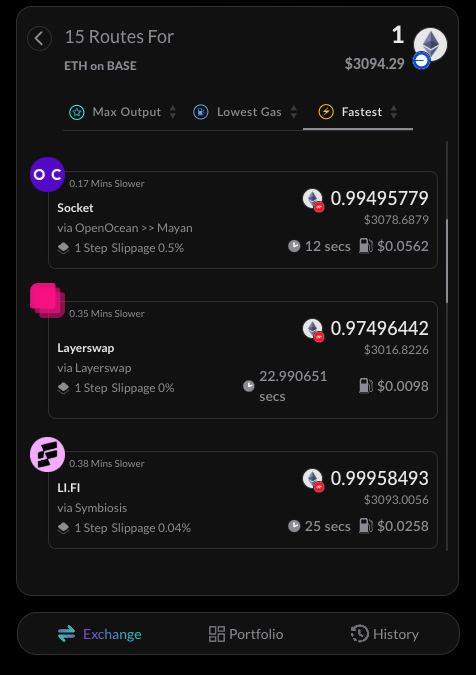 15 Routes For
1
ETH on BASE
$3094.29
Max Output
Lowest Gas
Fastest
O C
0.17 Mins Slower
Socket
0.99495779
$3078.6879
via OpenOcean >> Mayan
1 Step Slippage 0.5%
12 secs
$0.0562
0.35 Mins Slower
Layerswap
0.97496442
$3016.8226
via Layerswap
1 Step Slippage 0%
22.990651
secs
$0.0098
0.38 Mins Slower
LI.FI
0.99958493
$3093.0056
via Symbiosis
1 Step Slippage 0.04%
25 secs
$0.0258
Exchange
Portfolio
History